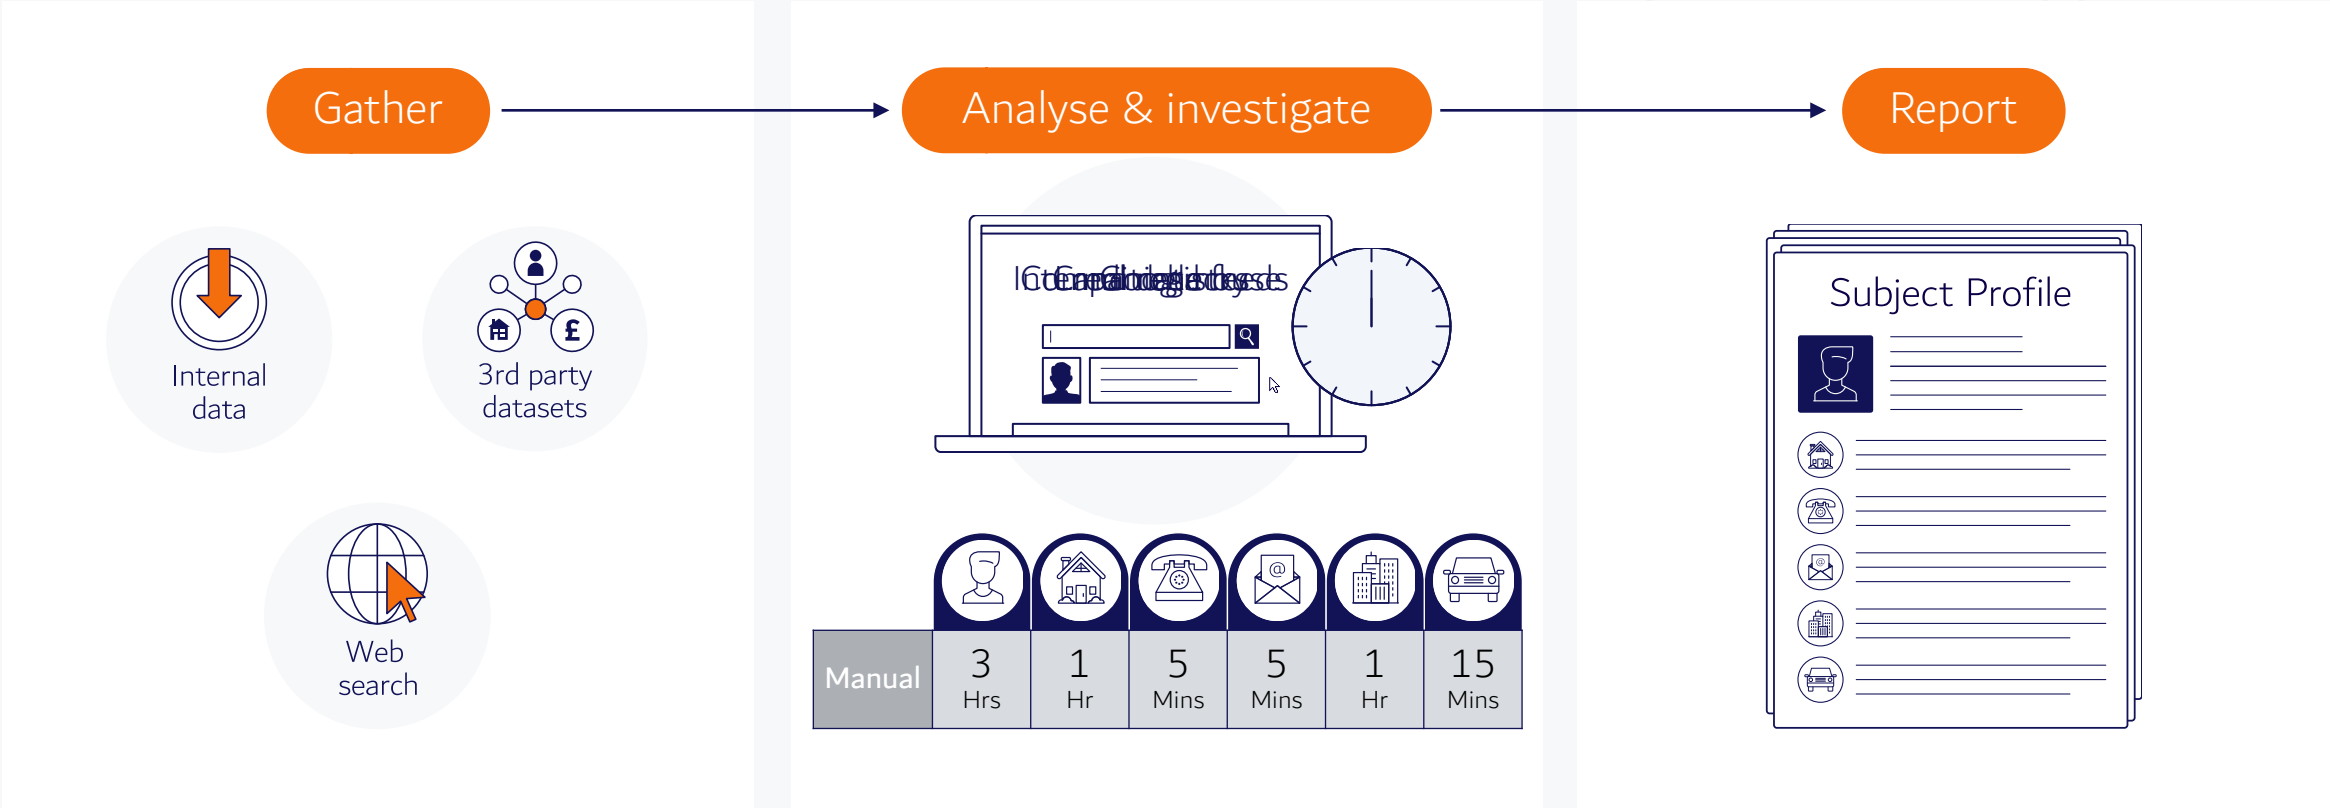 Gather
Analyse & investigate
Report
Internal
data
3rd party
datasets
£
Web
search
Subject Profile
@
@
Manual
3
Hrs
1
Hr
5
Mins
5
Mins
1
Hr
15
Mins